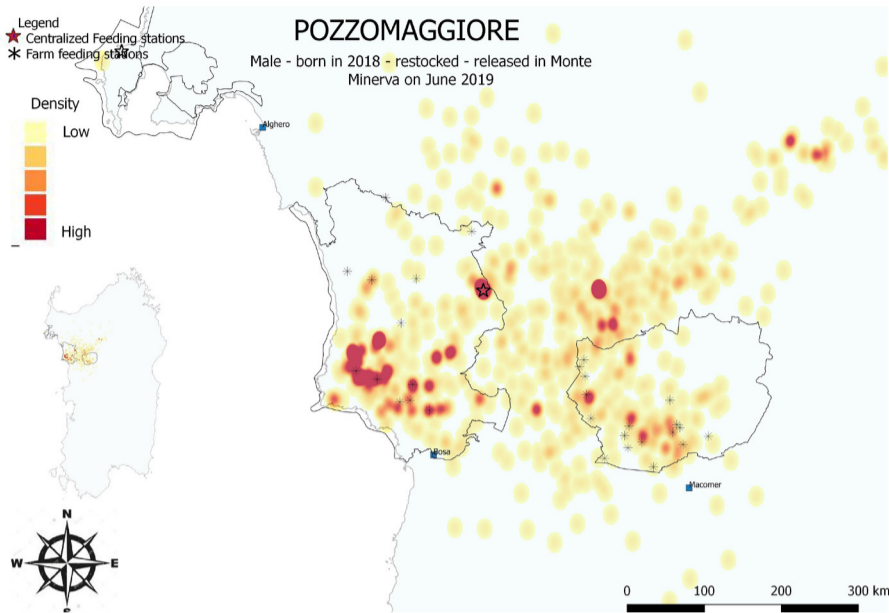 POZZOMAGGIORE
Male - born in 2018 - restocked - released in Monte
Minerva on June 2019
Legend
Centralized Feeding stations
Farm feeding stations
Density
Low
High
Alghero
Bosa
Macomer
N
W E
S
0 100 200 300 km